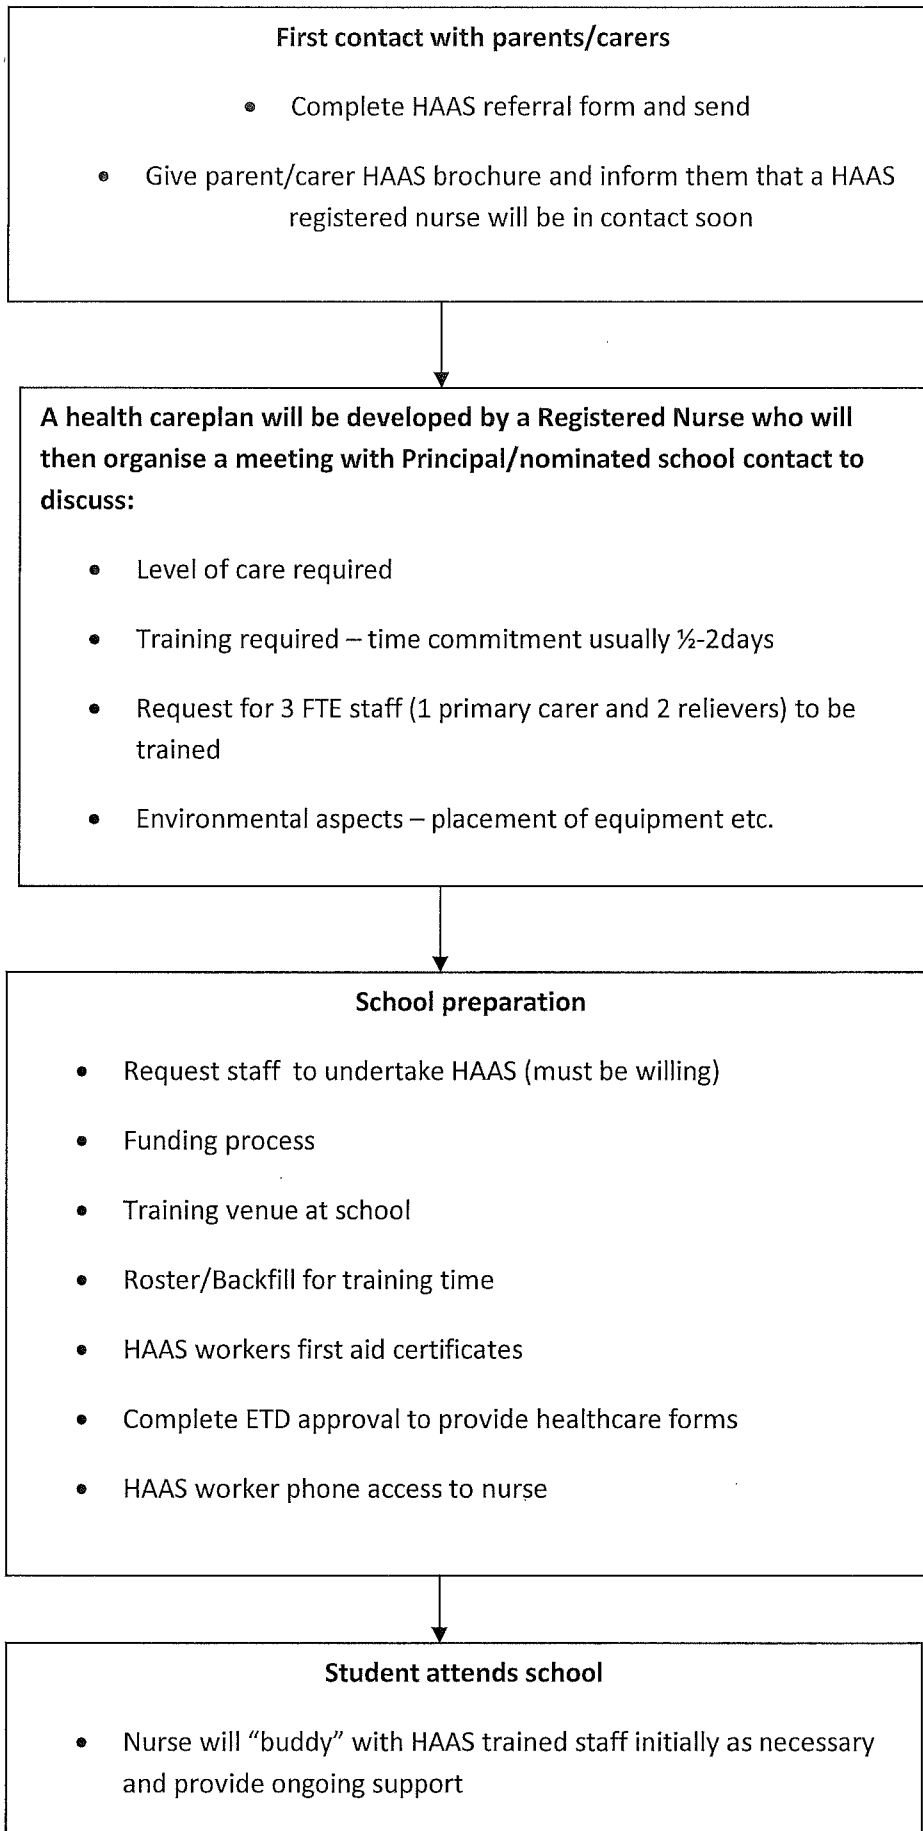 First contact with parents/carers
• Complete HAAS referral form and send
• Give parent/carer HAAS brochure and inform them that a HAAS
registered nurse will be in contact soon
A health careplan will be developed by a Registered Nurse who will
then organise a meeting with Principal/nominated school contact to
discuss:
• Level of care required
• Training required – time commitment usually ½-2days
• Request for 3 FTE staff (1 primary carer and 2 relievers) to be
trained
• Environmental aspects – placement of equipment etc.
School preparation
• Request staff to undertake HAAS (must be willing)
• Funding process
• Training venue at school
• Roster/Backfill for training time
• HAAS workers first aid certificates
• Complete ETD approval to provide healthcare forms
• HAAS worker phone access to nurse
Student attends school
• Nurse will “buddy” with HAAS trained staff initially as necessary
and provide ongoing support